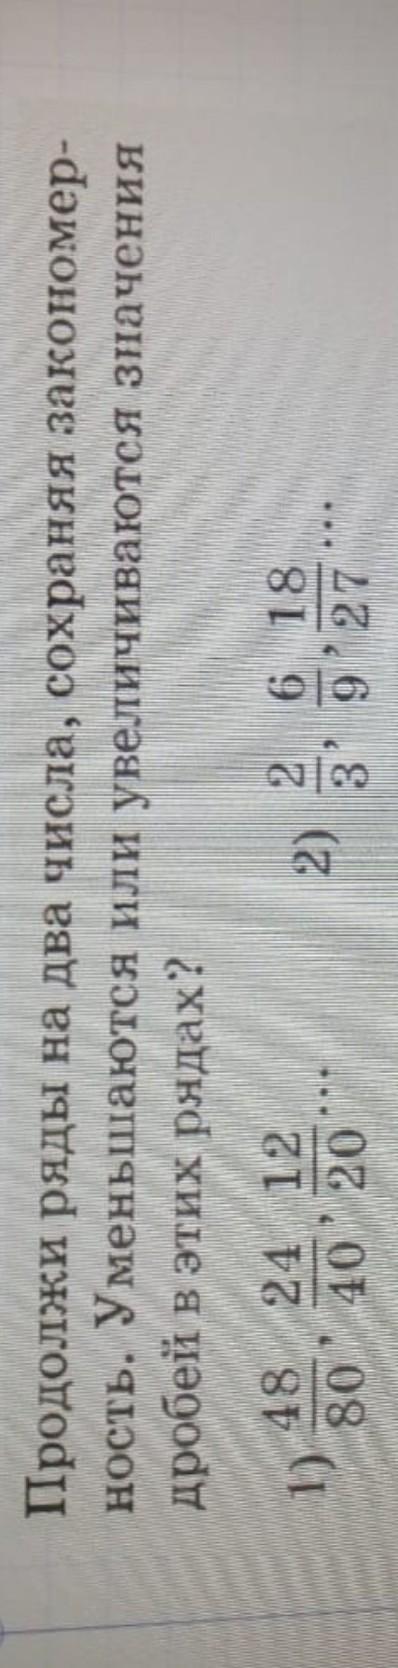 Продолжи ряды на два числа, сохраняя закономер-
ность. Уменьшаются или увеличиваются значения
дробей в этих рядах?
1) 48/80, 24/40, 12/20 ... 2) 2/3, 6/9, 18/27 ...